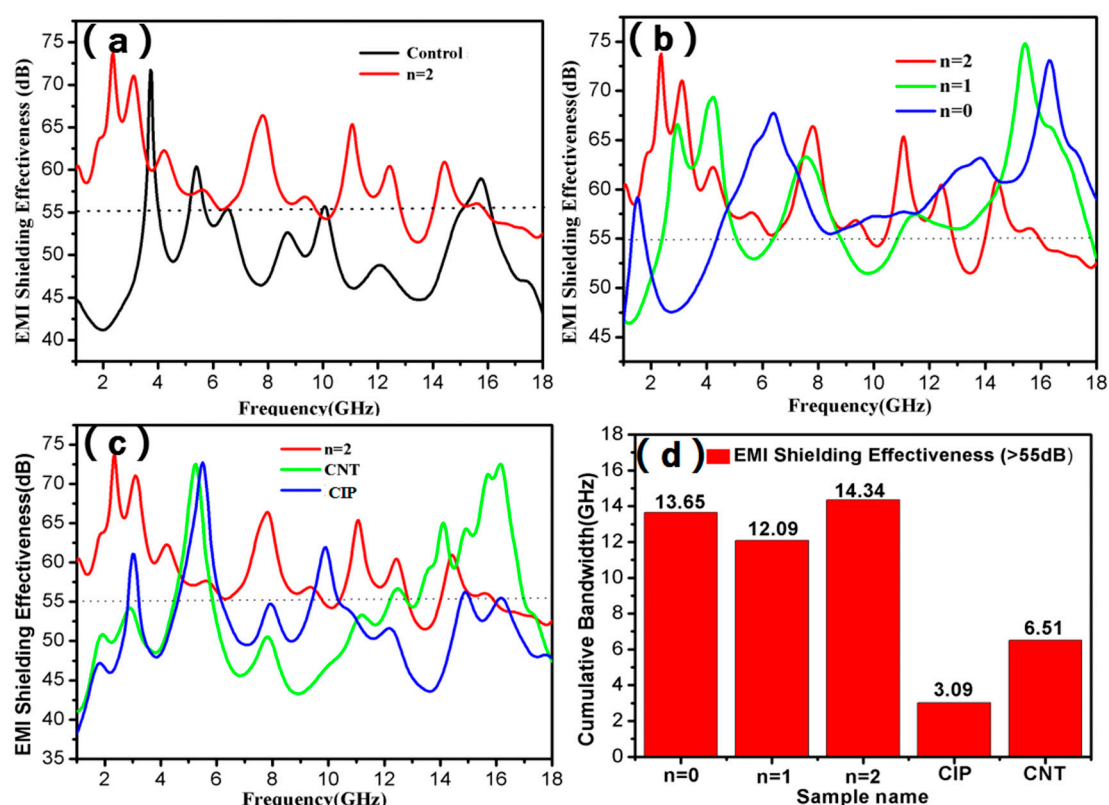 (a)
Control
n=2
EMI Shielding Effectiveness (dB)
75
70
65
60
55
50
45
40
2 4 6 8 10 12 14 16 18
Frequency(GHz)
(b)
n=2
n=1
n=0
EMI Shielding Effectiveness(dB)
75
70
65
60
55
50
45
2 4 6 8 10 12 14 16 18
Frequency(GHz)
(c)
n=2
CNT
CIP
EMI Shielding Effectiveness(dB)
75
70
65
60
55
50
45
40
35
2 4 6 8 10 12 14 16 18
Frequency(GHz)
(d)
EMI Shielding Effectiveness (>55dB)
Cumulative Bandwidth(GHz)
18
16
14
12
10
8
6
4
2
0
13.65
12.09
14.34
3.09
6.51
n=0 n=1 n=2 CIP CNT
Sample name